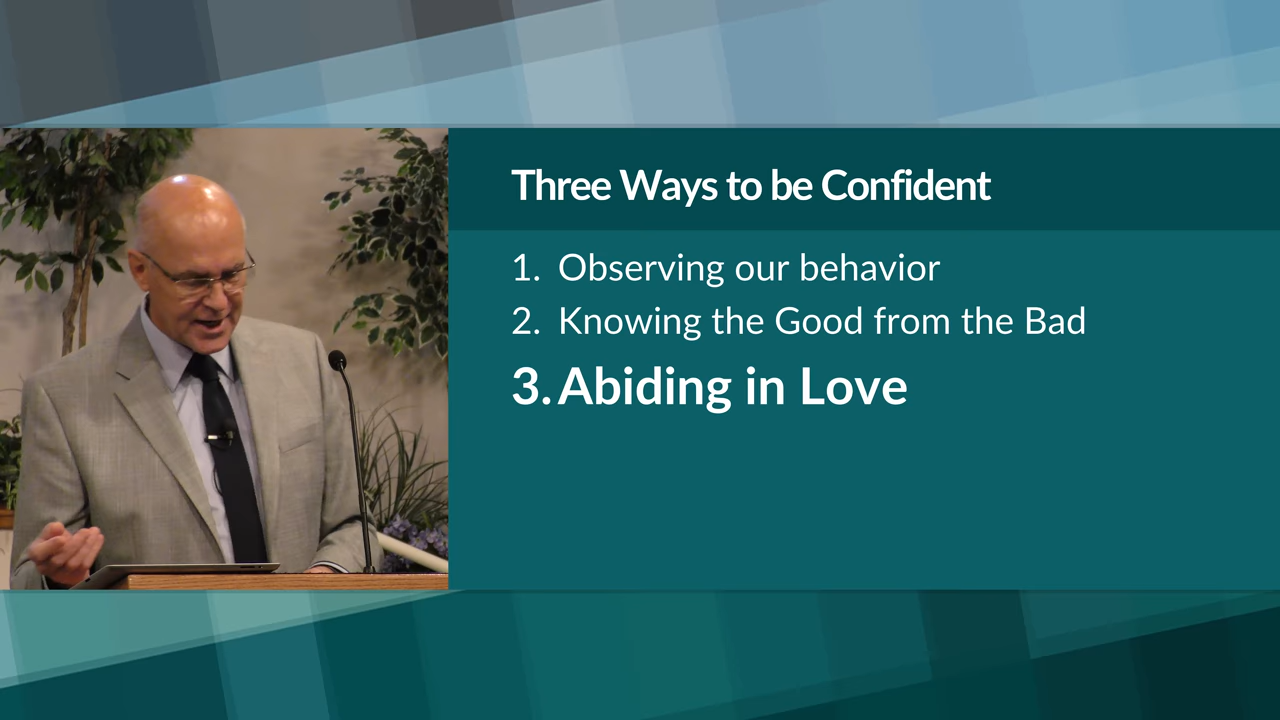 Three Ways to be Confident
1. Observing our behavior
2. Knowing the Good from the Bad
3. Abiding in Love